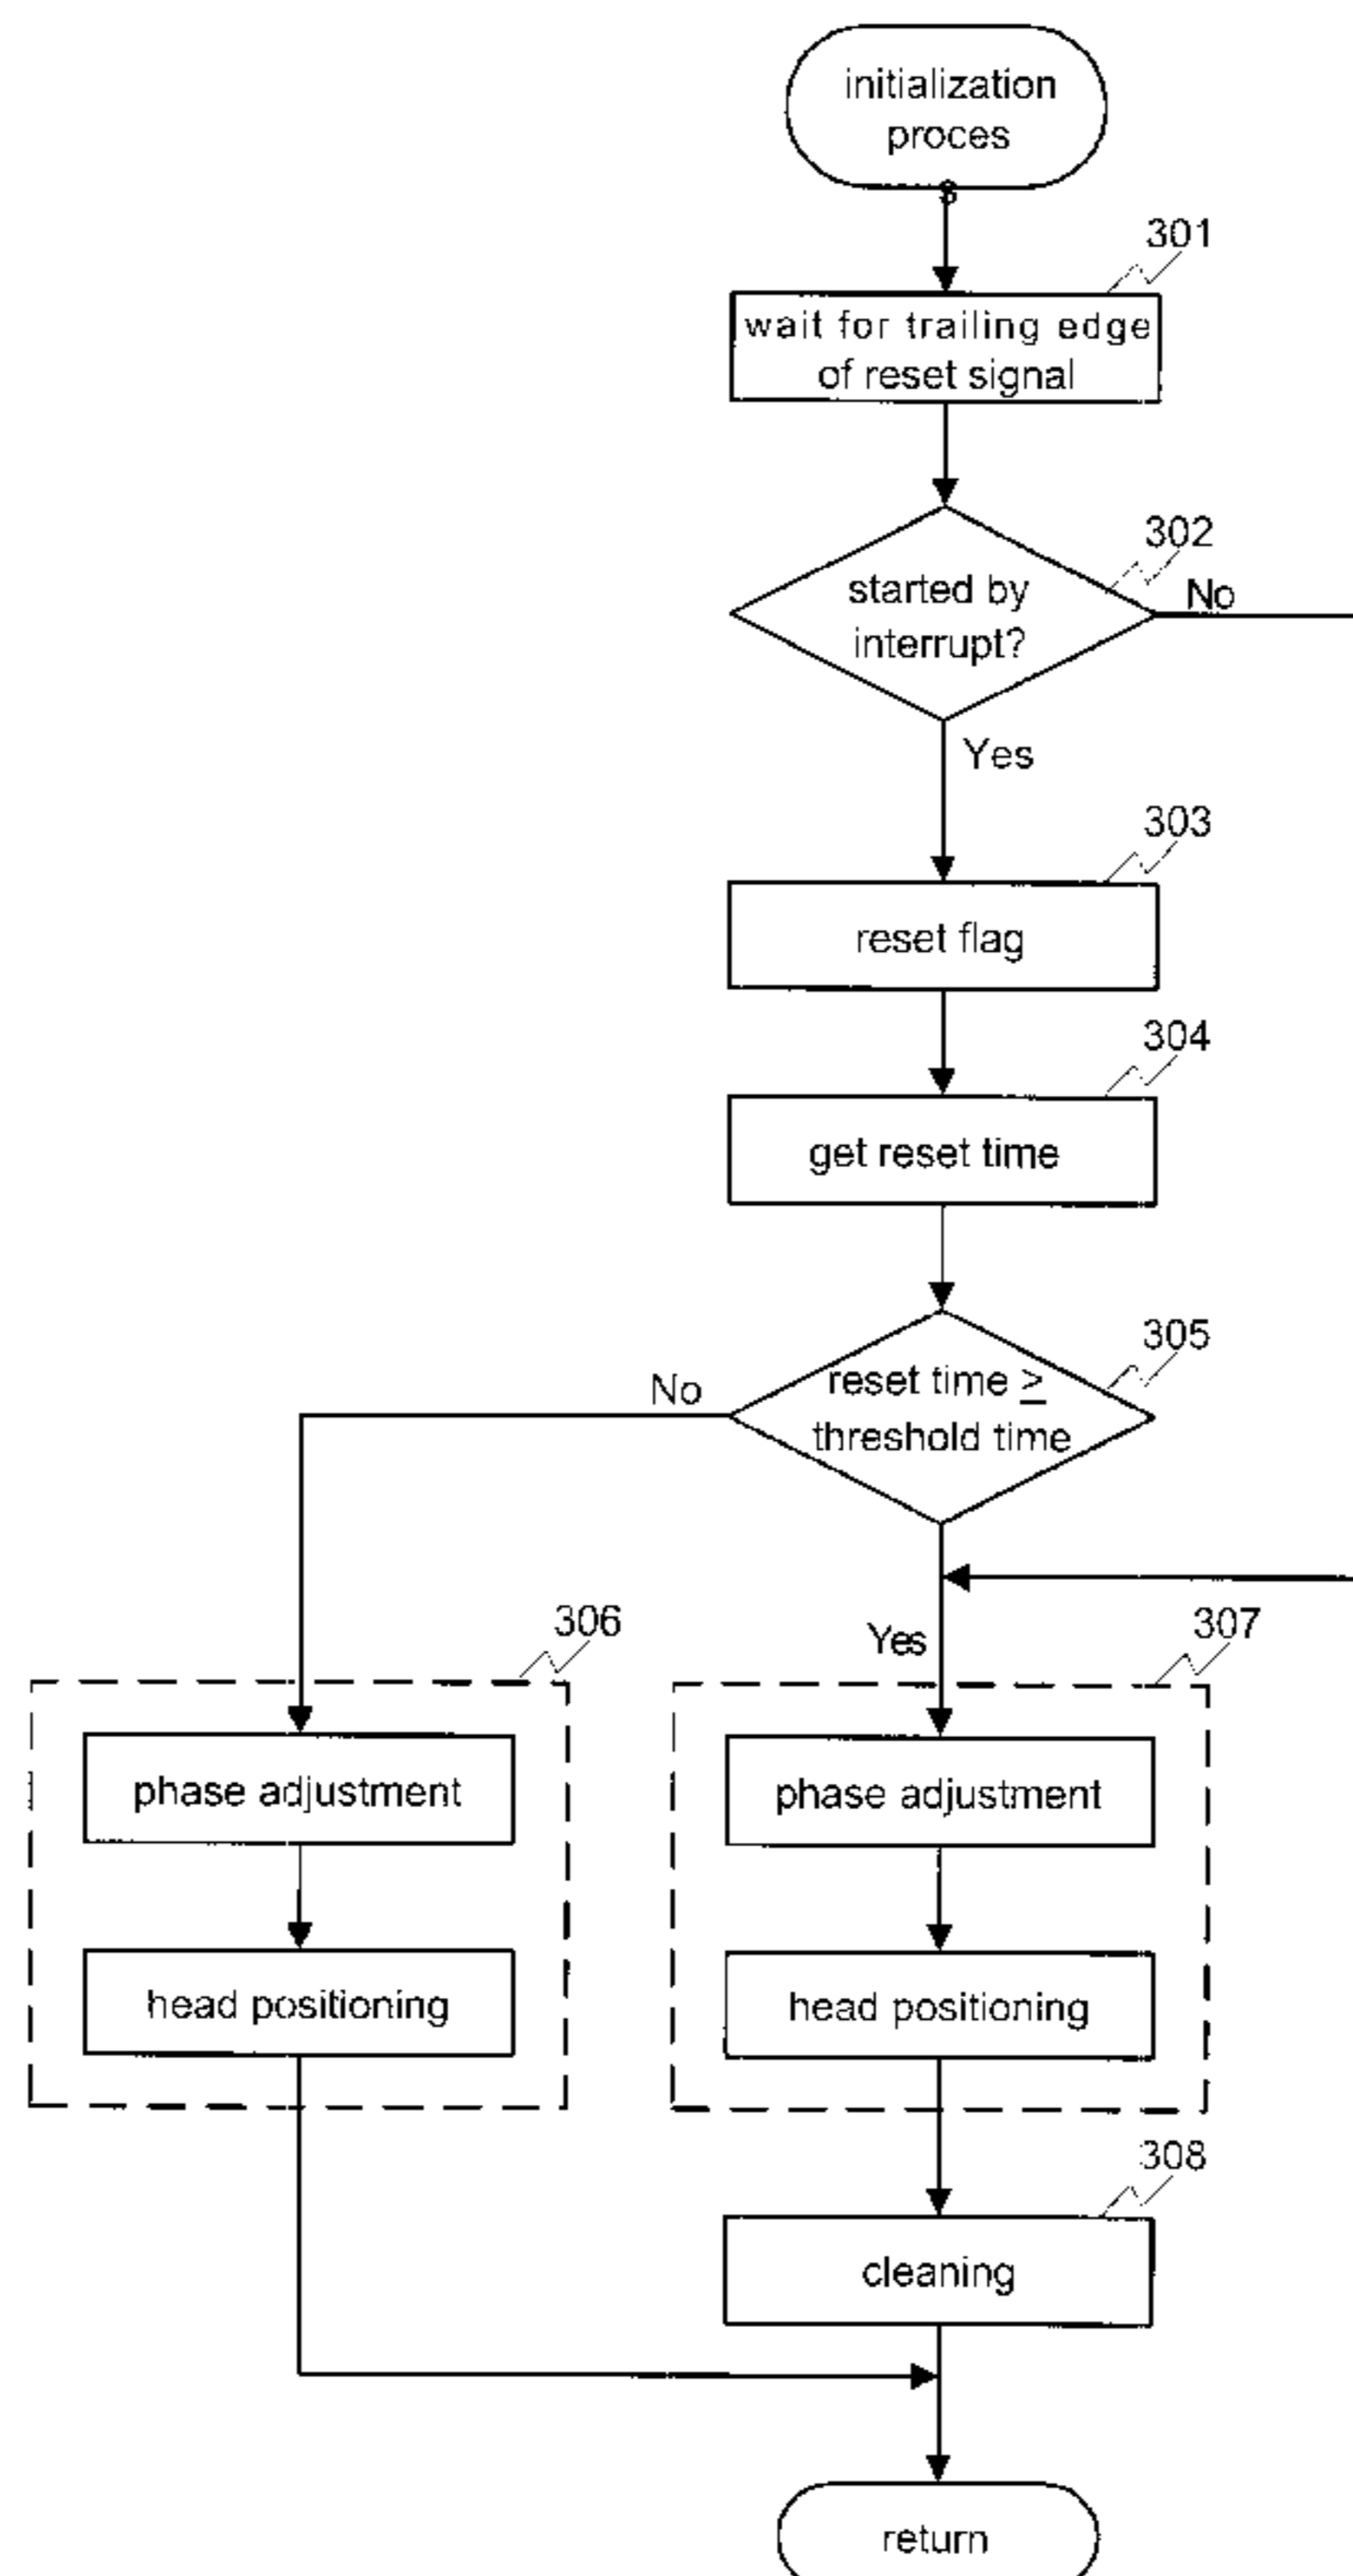 initialization
proces
s
301
wait for trailing edge
of reset signal
302
started by
interrupt?
No
Yes
303
reset flag
304
get reset time
305
reset time ≥
threshold time
No
Yes
306
307
phase adjustment
phase adjustment
head positioning
head positioning
308
cleaning
return